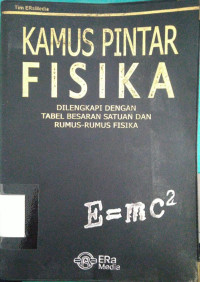 Tim EraMedia
KAMUS PINTAR
FISIKA
DILENGKAPI DENGAN
TABEL BESARAN SATUAN DAN
RUMUS-RUMUS FISIKA
E=mc²
ERa
Media